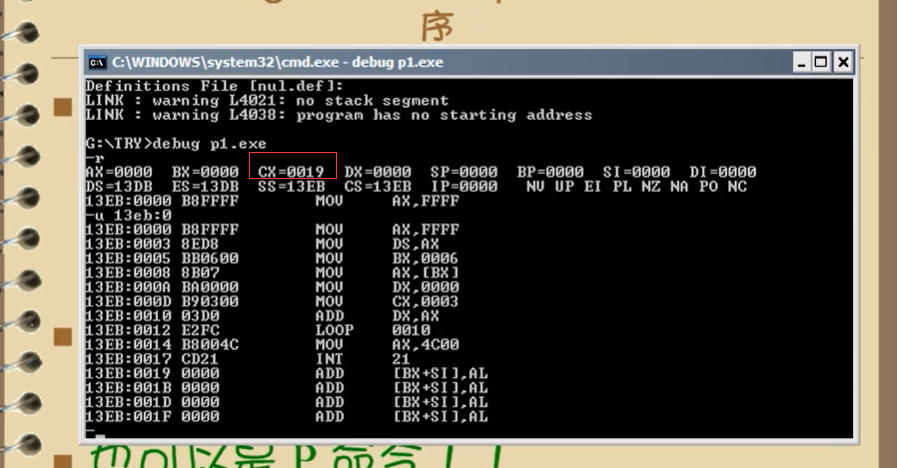 序
C:\WINDOWS\system32\cmd.exe - debug p1.exe
Definitions File [nul.def]:
LINK : warning L4021: no stack segment
LINK : warning L4038: program has no starting address
G:\TRY>debug p1.exe
-r
AX=0000 BX=0000 CX=0019 DX=0000 SP=0000 BP=0000 SI=0000 DI=0000
DS=13DB ES=13DB SS=13EB CS=13EB IP=0000 NV UP EI PL NZ NA PO NC
13EB:0000 B8FFFF MOV AX,FFFF
-u 13eb:0
13EB:0000 B8FFFF MOV AX,FFFF
13EB:0003 8ED8 MOV DS,AX
13EB:0005 BB0600 MOV BX,0006
13EB:0008 8B07 MOV AX,[BX]
13EB:000A BA0000 MOV DX,0000
13EB:000D B90300 MOV CX,0003
13EB:0010 03D0 ADD DX,AX
13EB:0012 E2FC LOOP 0010
13EB:0014 B8004C MOV AX,4C00
13EB:0017 CD21 INT 21
13EB:0019 0000 ADD [BX+SI],AL
13EB:001B 0000 ADD [BX+SI],AL
13EB:001D 0000 ADD [BX+SI],AL
13EB:001F 0000 ADD [BX+SI],AL
-
也可以是 P 命令